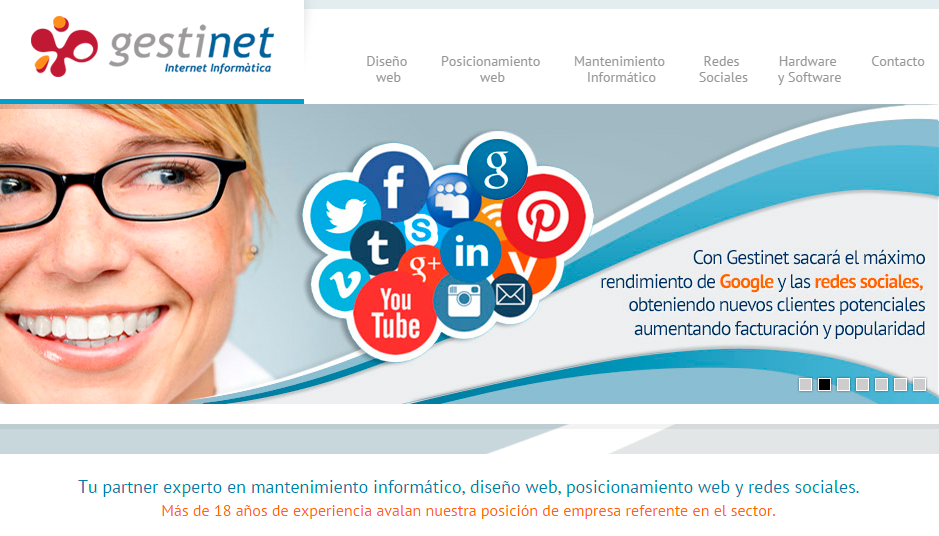 gestinet
Internet Informàtica
Diseño
web
Posicionamiento
web
Mantenimiento
Informático
Redes
Sociales
Hardware
y Software
Contacto
f
g
t
S
in
g+
v
V
You
Tube
Con Gestinet sacará el máximo
rendimiento de Google y las redes sociales,
obteniendo nuevos clientes potenciales
aumentando facturación y popularidad
Tu partner experto en mantenimiento informático, diseño web, posicionamiento web y redes sociales.
Más de 18 años de experiencia avalan nuestra posición de empresa referente en el sector.